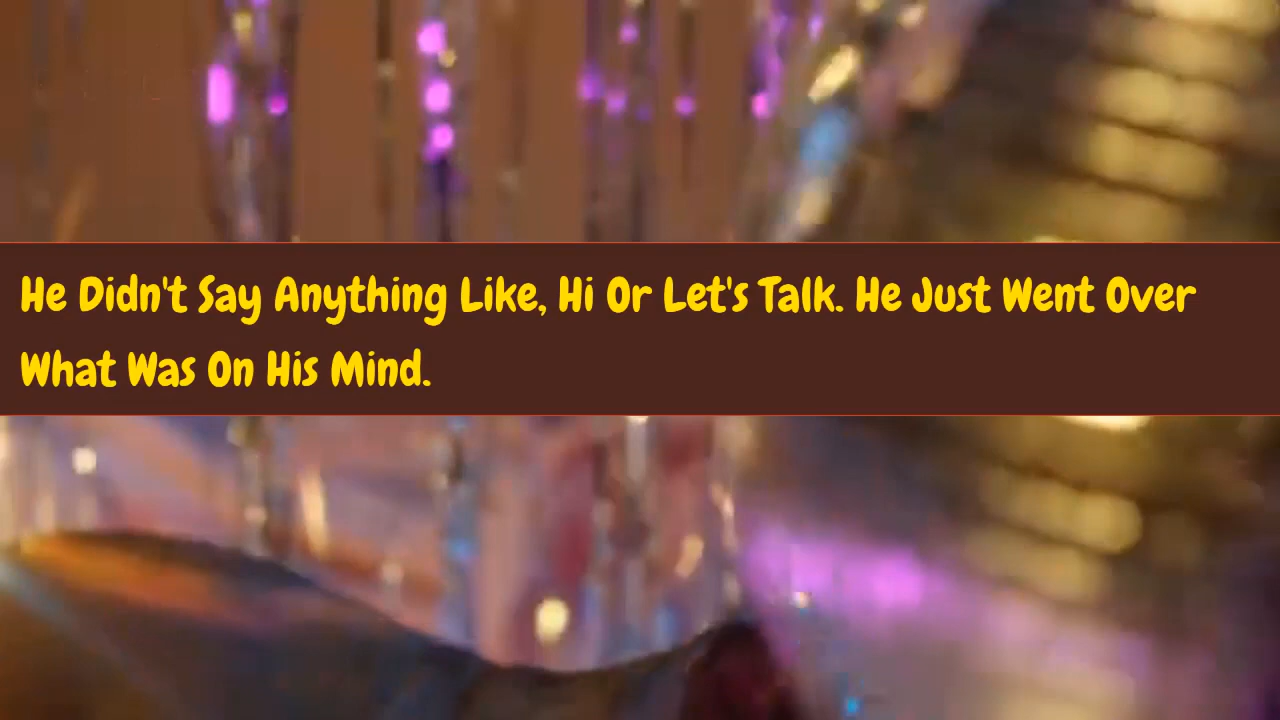 He Didn't Say Anything Like, Hi Or Let's Talk. He Just Went Over
What Was On His Mind.